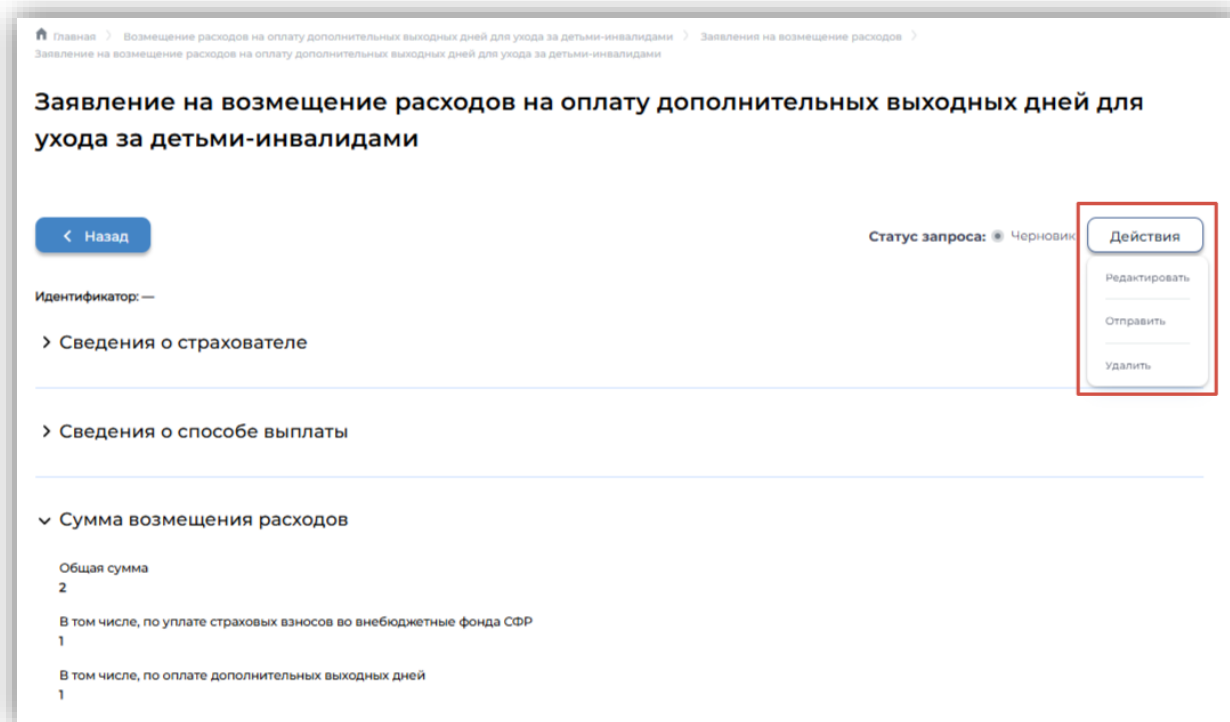 Главная > Возмещение расходов на оплату дополнительных выходных дней для ухода за детьми-инвалидами > Заявления на возмещение расходов >
Заявление на возмещение расходов на оплату дополнительных выходных дней для ухода за детьми-инвалидами
Заявление на возмещение расходов на оплату дополнительных выходных дней для
ухода за детьми-инвалидами
Назад
Статус запроса: Черновик
Действия
Редактировать
Отправить
Удалить
Идентификатор: —
Сведения о страхователе
Сведения о способе выплаты
Сумма возмещения расходов
Общая сумма
2
В том числе, по уплате страховых взносов во внебюджетные фонда СФР
1
В том числе, по оплате дополнительных выходных дней
1